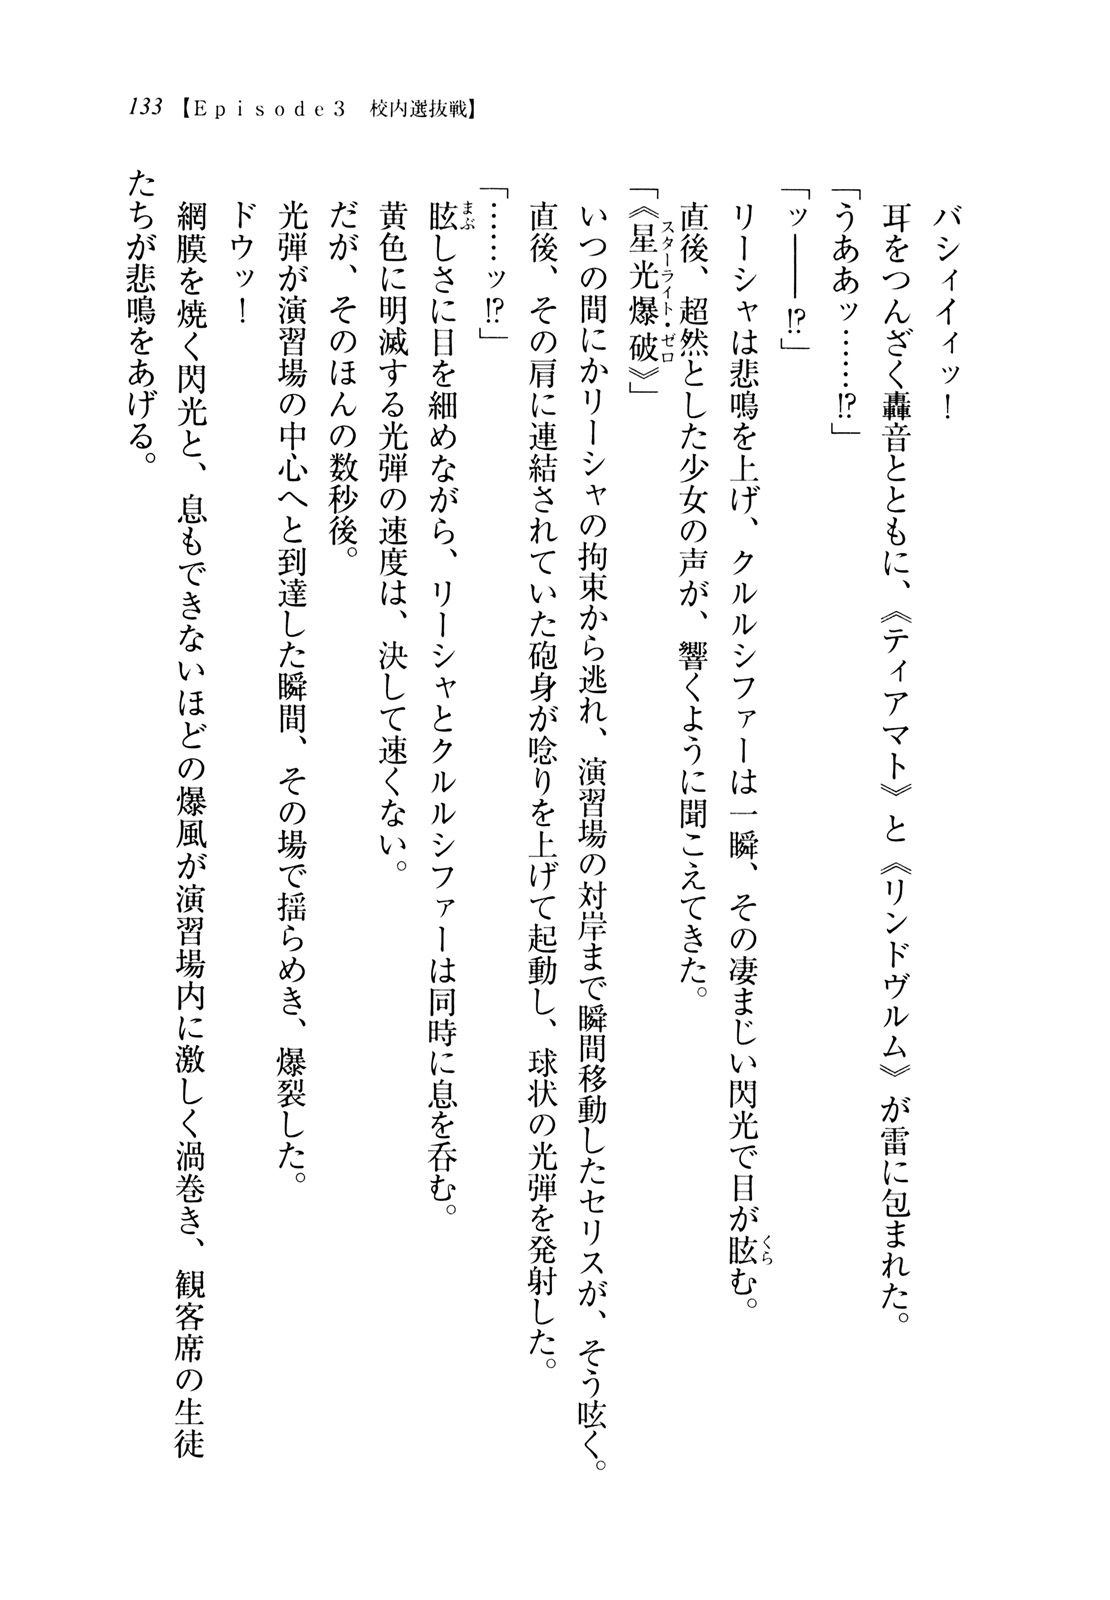 133 【Ｅｐｉｓｏｄｅ３　校内選抜戦】
バシィイィッ！
耳をつんざく轟音とともに、《ティアマト》と《リンドヴルム》が雷に包まれた。
「うああッ……!?」
「ッ――!?」
リーシャは悲鳴を上げ、クルルシファーは一瞬、その凄まじい閃光で目が眩くらむ。
直後、超然とした少女の声が、響くように聞こえてきた。
「《星光爆破スターライト・ゼロ》」
いつの間にかリーシャの拘束から逃れ、演習場の対岸まで瞬間移動したセリスが、そう呟く。
直後、その肩に連結されていた砲身が唸りを上げて起動し、球状の光弾を発射した。
「……ッ!?」
眩まぶしさに目を細めながら、リーシャとクルルシファーは同時に息を呑む。
黄色に明滅する光弾の速度は、決して速くない。
だが、そのほんの数秒後。
光弾が演習場の中心へと到達した瞬間、その場で揺らめき、爆裂した。
ドウッ！
網膜を焼く閃光と、息もできないほどの爆風が演習場内に激しく渦巻き、観客席の生徒
たちが悲鳴をあげる。